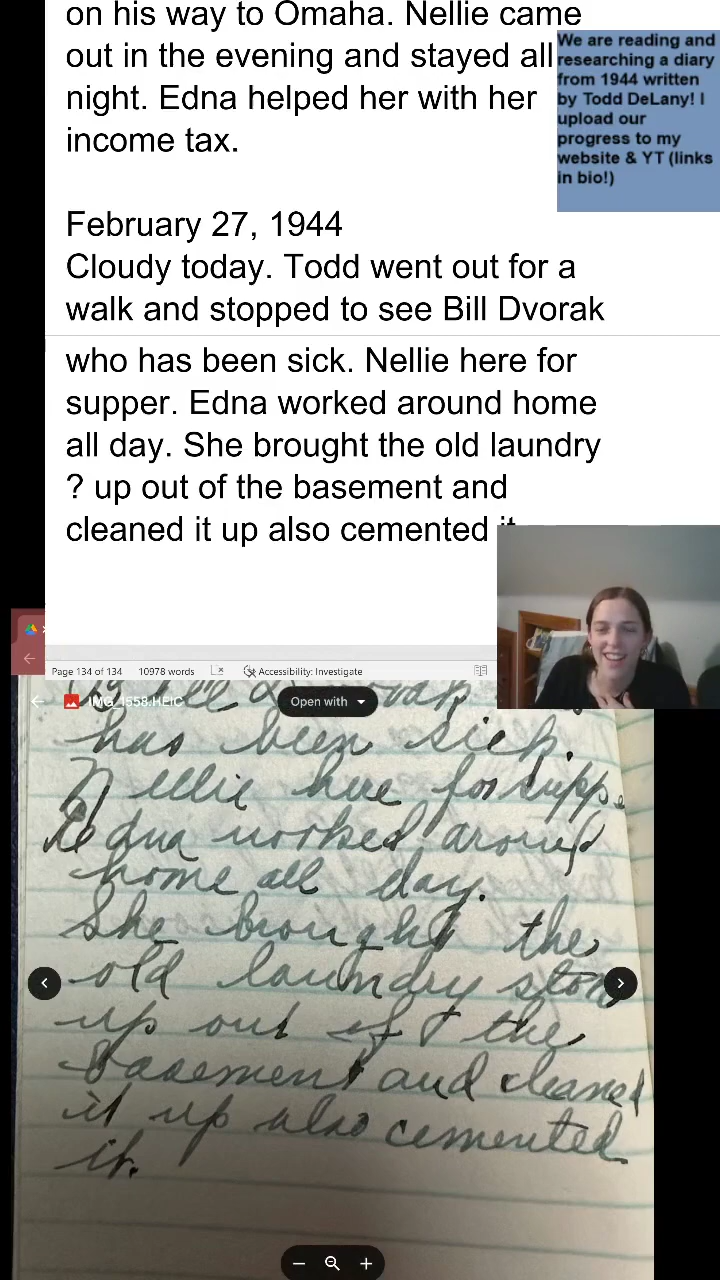 on his way to Omaha. Nellie came
out in the evening and stayed all
night. Edna helped her with her
income tax.
We are reading and
researching a diary
from 1944 written
by Todd DeLany! I
upload our
progress to my
website & YT (links
in bio!)
February 27, 1944
Cloudy today. Todd went out for a
walk and stopped to see Bill Dvorak
who has been sick. Nellie here for
supper. Edna worked around home
all day. She brought the old laundry
? up out of the basement and
cleaned it up also cemented it
Page 134 of 134 10978 words Accessibility: Investigate
IMG_1558.HEIC
Open with
has been sick.
Nellie here for supp
Edna worked around
home all day.
She brought the
old laundry
up out of the
basement and cleaned
it up also cemented
it.